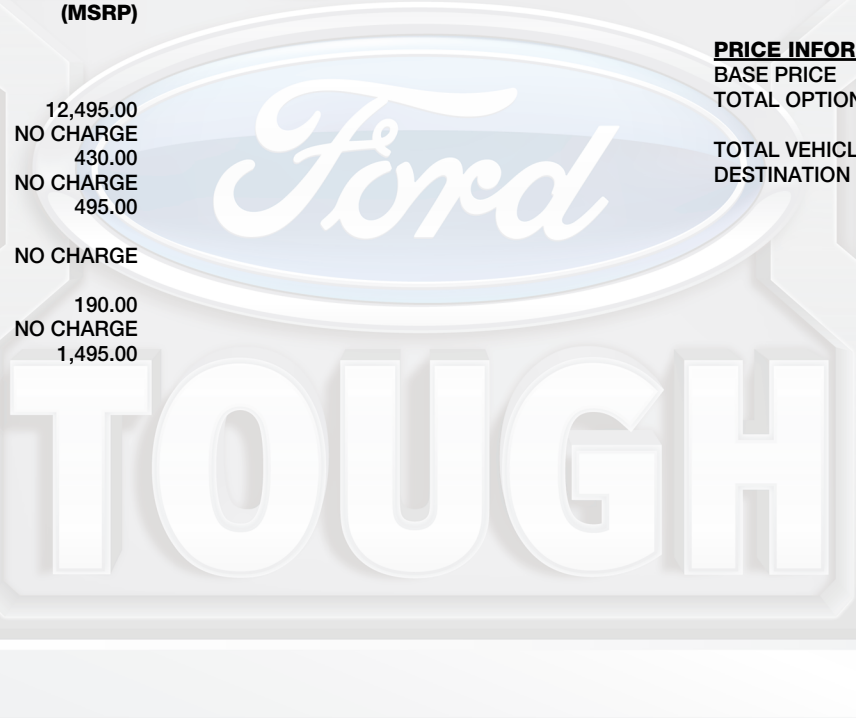 (MSRP)
12,495.00
NO CHARGE
430.00
NO CHARGE
495.00
NO CHARGE
190.00
NO CHARGE
1,495.00
PRICE INFOR
BASE PRICE
TOTAL OPTION
TOTAL VEHICL
DESTINATION
Ford
TOUGH